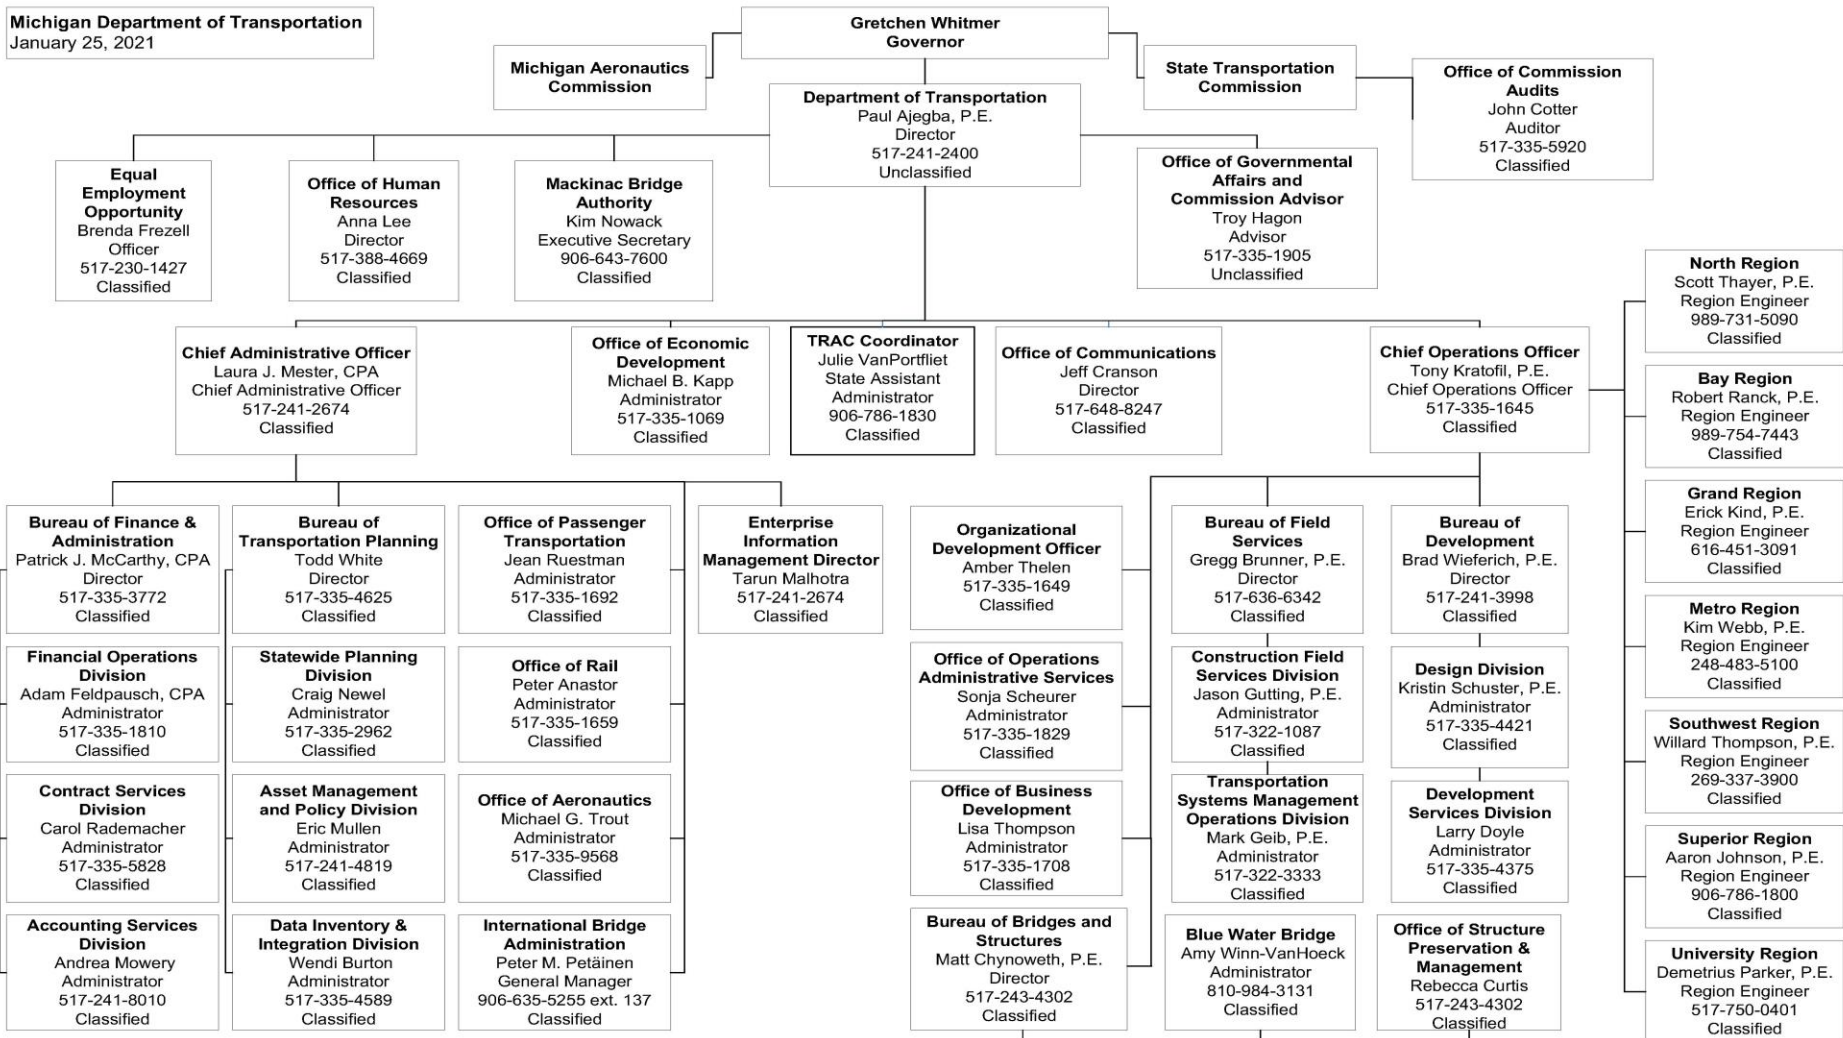 Michigan Department of Transportation
January 25, 2021
Gretchen Whitmer
Governor
Michigan Aeronautics
Commission
State Transportation
Commission
Office of Commission
Audits
John Cotter
Auditor
517-335-5920
Classified
Department of Transportation
Paul Ajegba, P.E.
Director
517-241-2400
Unclassified
Equal
Employment
Opportunity
Brenda Frezell
Officer
517-230-1427
Classified
Office of Human
Resources
Anna Lee
Director
517-388-4669
Classified
Mackinac Bridge
Authority
Kim Nowack
Executive Secretary
906-643-7600
Classified
Office of Governmental
Affairs and
Commission Advisor
Troy Hagon
Advisor
517-335-1905
Unclassified
Chief Administrative Officer
Laura J. Mester, CPA
Chief Administrative Officer
517-241-2674
Classified
Office of Economic
Development
Michael B. Kapp
Administrator
517-335-1069
Classified
TRAC Coordinator
Julie VanPortfliet
State Assistant
Administrator
906-786-1830
Classified
Office of Communications
Jeff Cranson
Director
517-648-8247
Classified
Chief Operations Officer
Tony Kratofil, P.E.
Chief Operations Officer
517-335-1645
Classified
North Region
Scott Thayer, P.E.
Region Engineer
989-731-5090
Classified
Bay Region
Robert Ranck, P.E.
Region Engineer
989-754-7443
Classified
Grand Region
Erick Kind, P.E.
Region Engineer
616-451-3091
Classified
Metro Region
Kim Webb, P.E.
Region Engineer
248-483-5100
Classified
Southwest Region
Willard Thompson, P.E.
Region Engineer
269-337-3900
Classified
Superior Region
Aaron Johnson, P.E.
Region Engineer
906-786-1800
Classified
University Region
Demetrius Parker, P.E.
Region Engineer
517-750-0401
Classified
Bureau of Finance &
Administration
Patrick J. McCarthy, CPA
Director
517-335-3772
Classified
Bureau of
Transportation Planning
Todd White
Director
517-335-4625
Classified
Office of Passenger
Transportation
Jean Ruestman
Administrator
517-335-1692
Classified
Enterprise
Information
Management Director
Tarun Malhotra
517-241-2674
Classified
Organizational
Development Officer
Amber Thelen
517-335-1649
Classified
Bureau of Field
Services
Gregg Brunner, P.E.
Director
517-636-6342
Classified
Bureau of
Development
Brad Wieferich, P.E.
Director
517-241-3998
Classified
Financial Operations
Division
Adam Feldpausch, CPA
Administrator
517-335-1810
Classified
Statewide Planning
Division
Craig Newel
Administrator
517-335-2962
Classified
Office of Rail
Peter Anastor
Administrator
517-335-1659
Classified
Office of Operations
Administrative Services
Sonja Scheurer
Administrator
517-335-1829
Classified
Construction Field
Services Division
Jason Gutting, P.E.
Administrator
517-322-1087
Classified
Design Division
Kristin Schuster, P.E.
Administrator
517-335-4421
Classified
Contract Services
Division
Carol Rademacher
Administrator
517-335-5828
Classified
Asset Management
and Policy Division
Eric Mullen
Administrator
517-241-4819
Classified
Office of Aeronautics
Michael G. Trout
Administrator
517-335-9568
Classified
Office of Business
Development
Lisa Thompson
Administrator
517-335-1708
Classified
Transportation
Systems Management
Operations Division
Mark Geib, P.E.
Administrator
517-322-3333
Classified
Development
Services Division
Larry Doyle
Administrator
517-335-4375
Classified
Accounting Services
Division
Andrea Mowery
Administrator
517-241-8010
Classified
Data Inventory &
Integration Division
Wendi Burton
Administrator
517-335-4589
Classified
International Bridge
Administration
Peter M. Petäinen
General Manager
906-635-5255 ext. 137
Classified
Bureau of Bridges and
Structures
Matt Chynoweth, P.E.
Director
517-243-4302
Classified
Blue Water Bridge
Amy Winn-VanHoeck
Administrator
810-984-3131
Classified
Office of Structure
Preservation &
Management
Rebecca Curtis
517-243-4302
Classified